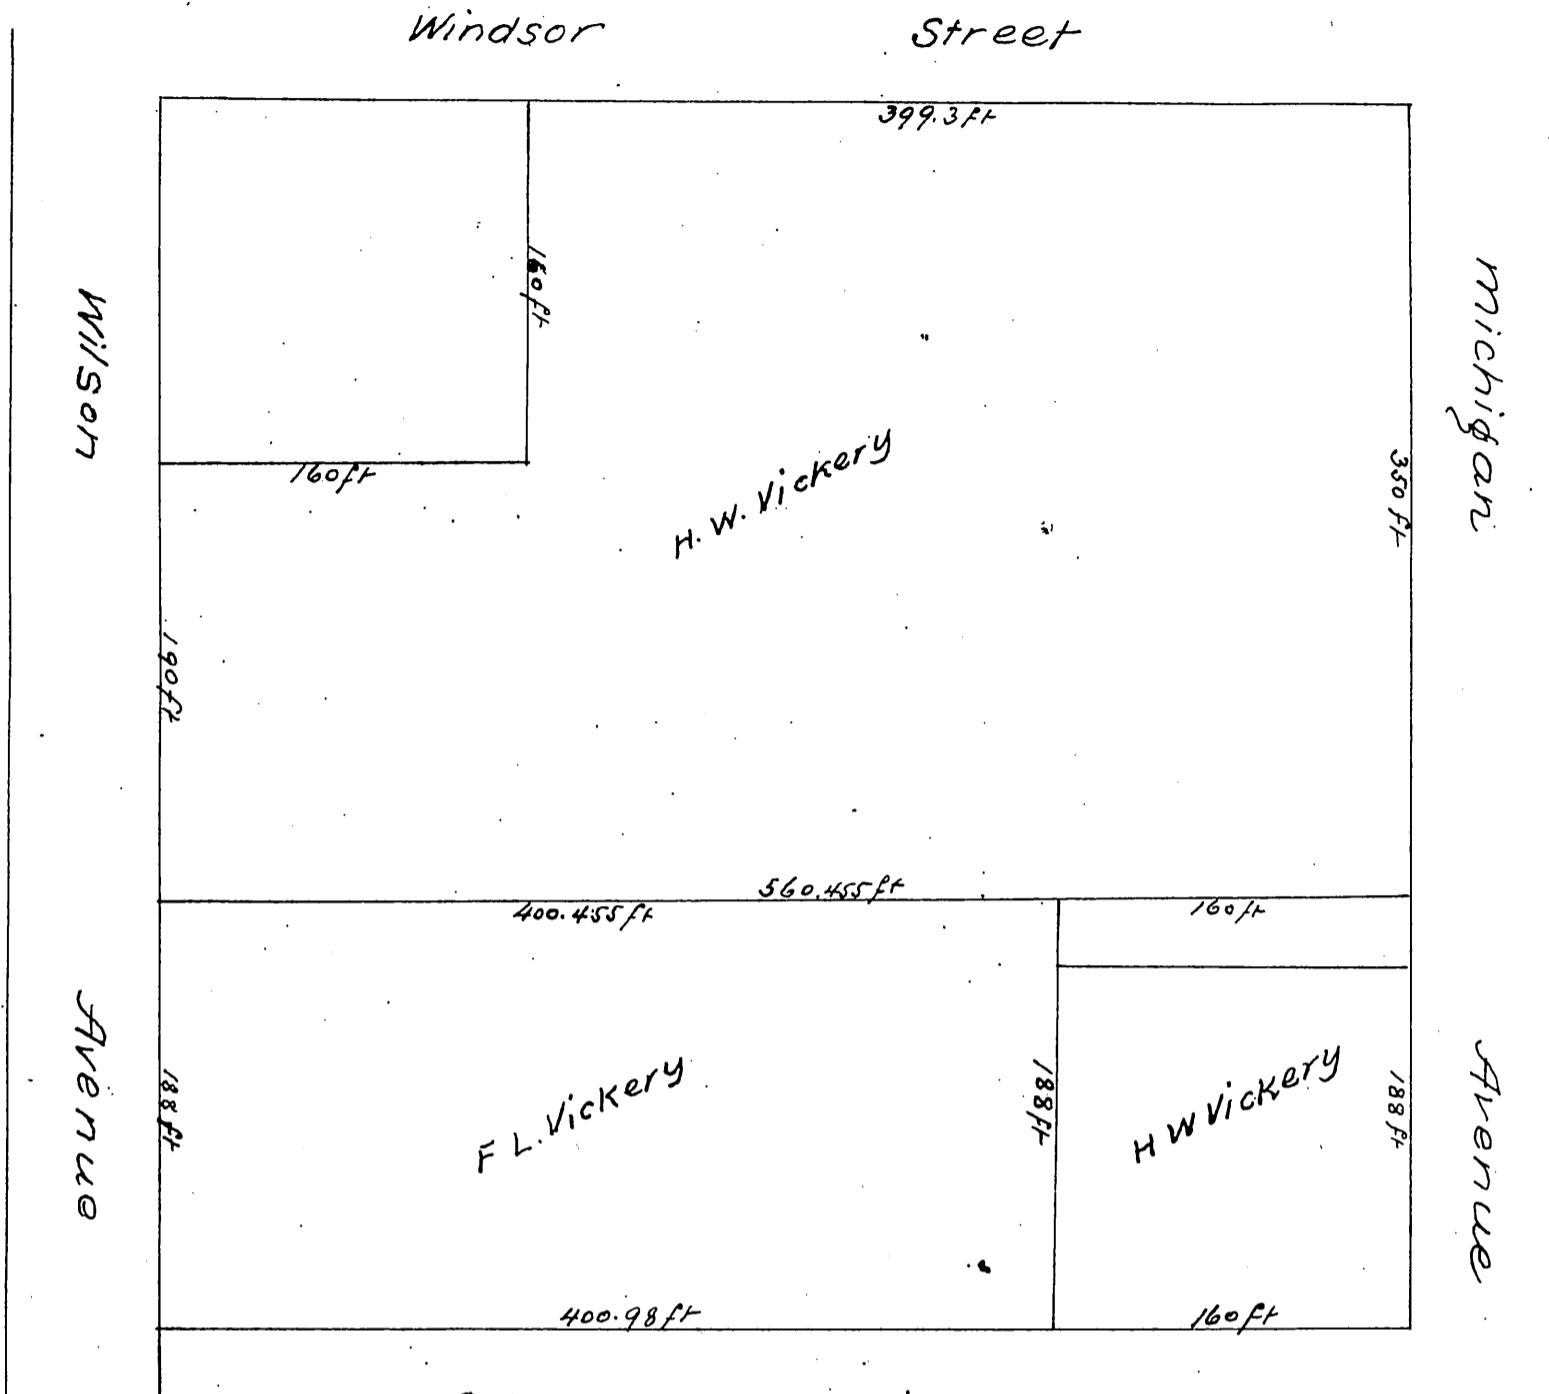 Windsor Street
399.3 ft
160 ft
Wilson
Michigan
160 ft
H. W. Vickery
350 ft
190 ft
560.455 ft
400.455 ft
160 ft
Avenue
Avenue
188 ft
F L. Vickery
188 ft
H W Vickery
188 ft
400.98 ft
160 ft